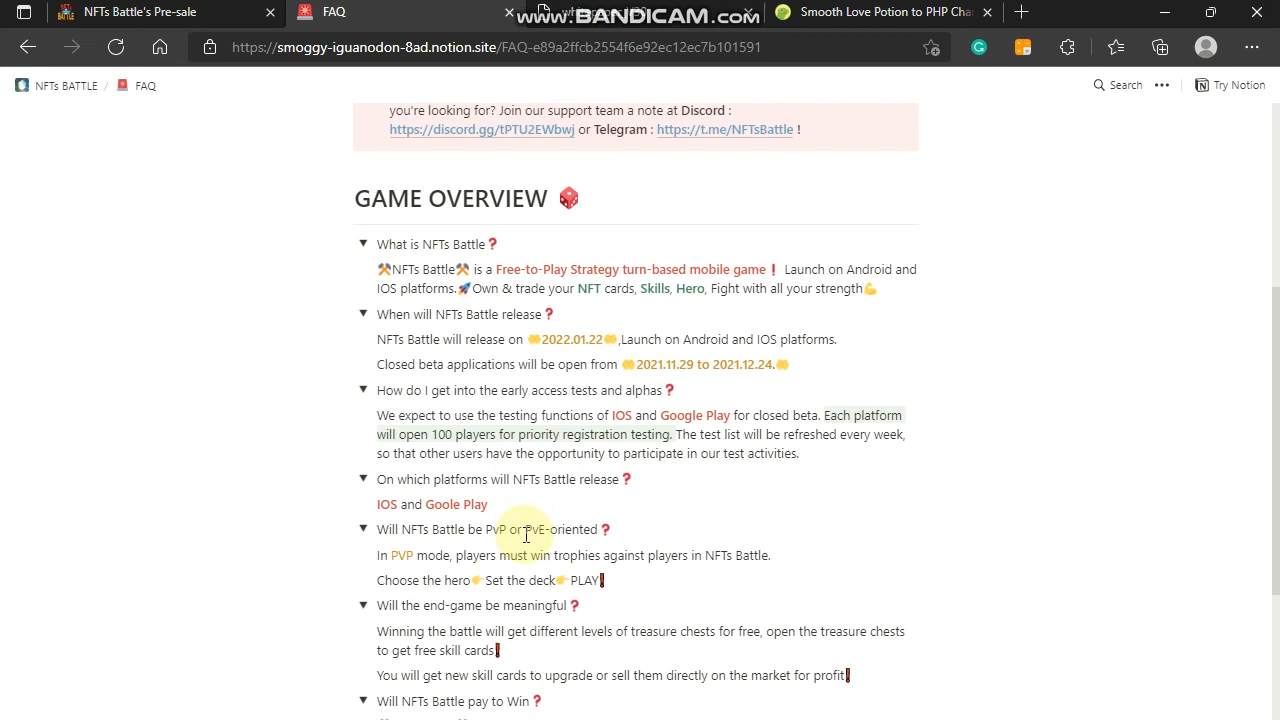 NFTs Battle's Pre-sale
FAQ
Smooth Love Potion to PHP Cha
www.BANDICAM.com
https://smoggy-iguanodon-8ad.notion.site/FAQ-e89a2ffcb2554f6e92ec12ec7b101591
NFTs BATTLE / FAQ
Search
Try Notion
you're looking for? Join our support team a note at Discord :
https://discord.gg/tPTU2EWbwj or Telegram : https://t.me/NFTsBattle !
GAME OVERVIEW 🎲
What is NFTs Battle❓
⚒NFTs Battle⚒ is a Free-to-Play Strategy turn-based mobile game❗ Launch on Android and
IOS platforms.🚀Own & trade your NFT cards, Skills, Hero, Fight with all your strength💪
When will NFTs Battle release❓
NFTs Battle will release on 2022.01.22,Launch on Android and IOS platforms.
Closed beta applications will be open from 2021.11.29 to 2021.12.24.
How do I get into the early access tests and alphas❓
We expect to use the testing functions of IOS and Google Play for closed beta. Each platform
will open 100 players for priority registration testing. The test list will be refreshed every week,
so that other users have the opportunity to participate in our test activities.
On which platforms will NFTs Battle release❓
IOS and Goole Play
Will NFTs Battle be PvP or PvE-oriented❓
In PVP mode, players must win trophies against players in NFTs Battle.
Choose the hero👉Set the deck👉PLAY❗
Will the end-game be meaningful❓
Winning the battle will get different levels of treasure chests for free, open the treasure chests
to get free skill cards❗
You will get new skill cards to upgrade or sell them directly on the market for profit❗
Will NFTs Battle pay to Win❓